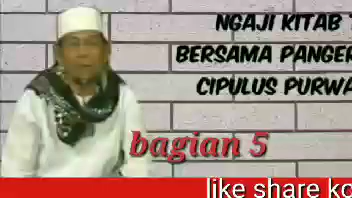 NGAJI KITAB
BERSAMA PANGER
CIPULUS PURWA
bagian 5
like share ko